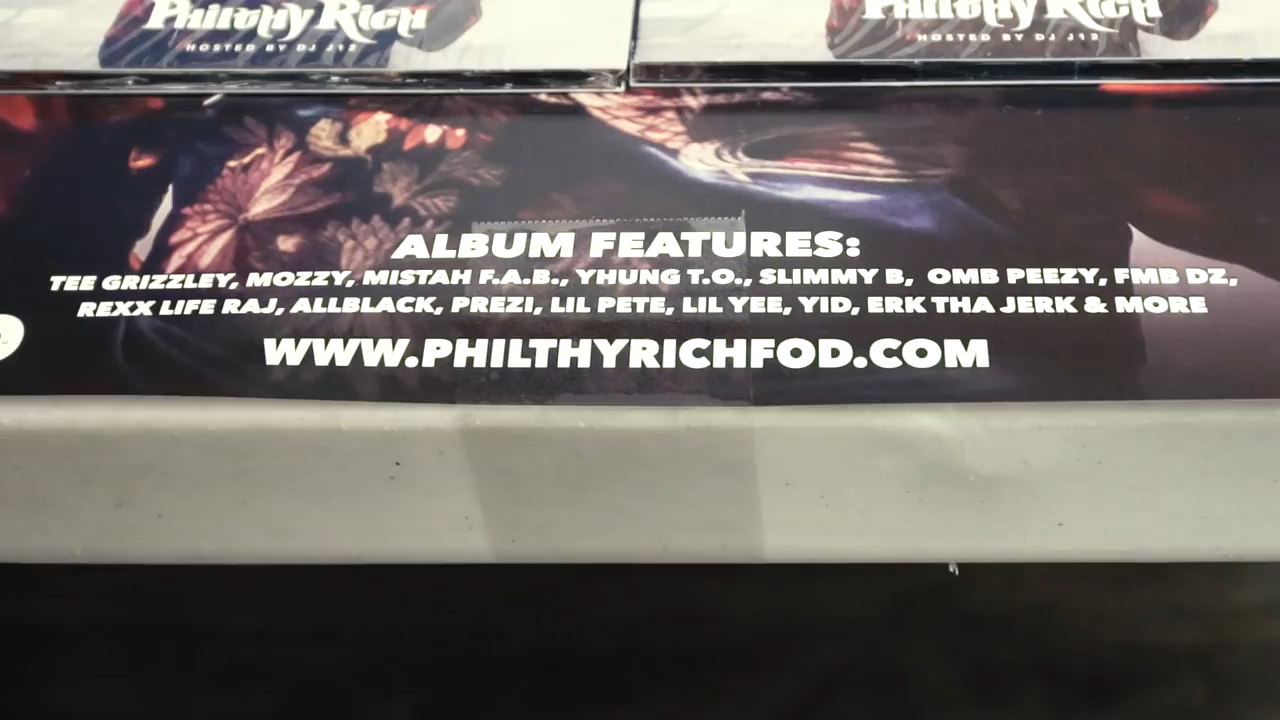 PHILTHY RICH
HOSTED BY DJ J12
PHILTHY RICH
HOSTED BY DJ J12
ALBUM FEATURES:
TEE GRIZZLEY, MOZZY, MISTAH F.A.B., YHUNG T.O., SLIMMY B, OMB PEEZY, FMB DZ,
REXX LIFE RAJ, ALLBLACK, PREZI, LIL PETE, LIL YEE, YID, ERK THA JERK & MORE
WWW.PHILTHYRICHFOD.COM